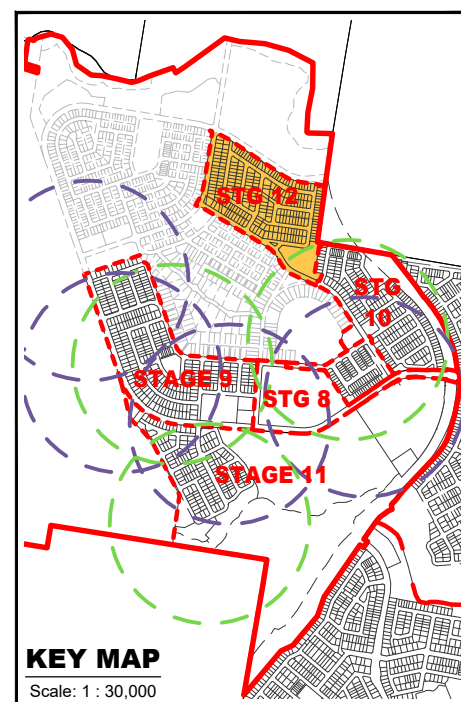 STG 12
STG
10
STAGE 9
STG 8
STAGE 11
KEY MAP
Scale: 1 : 30,000